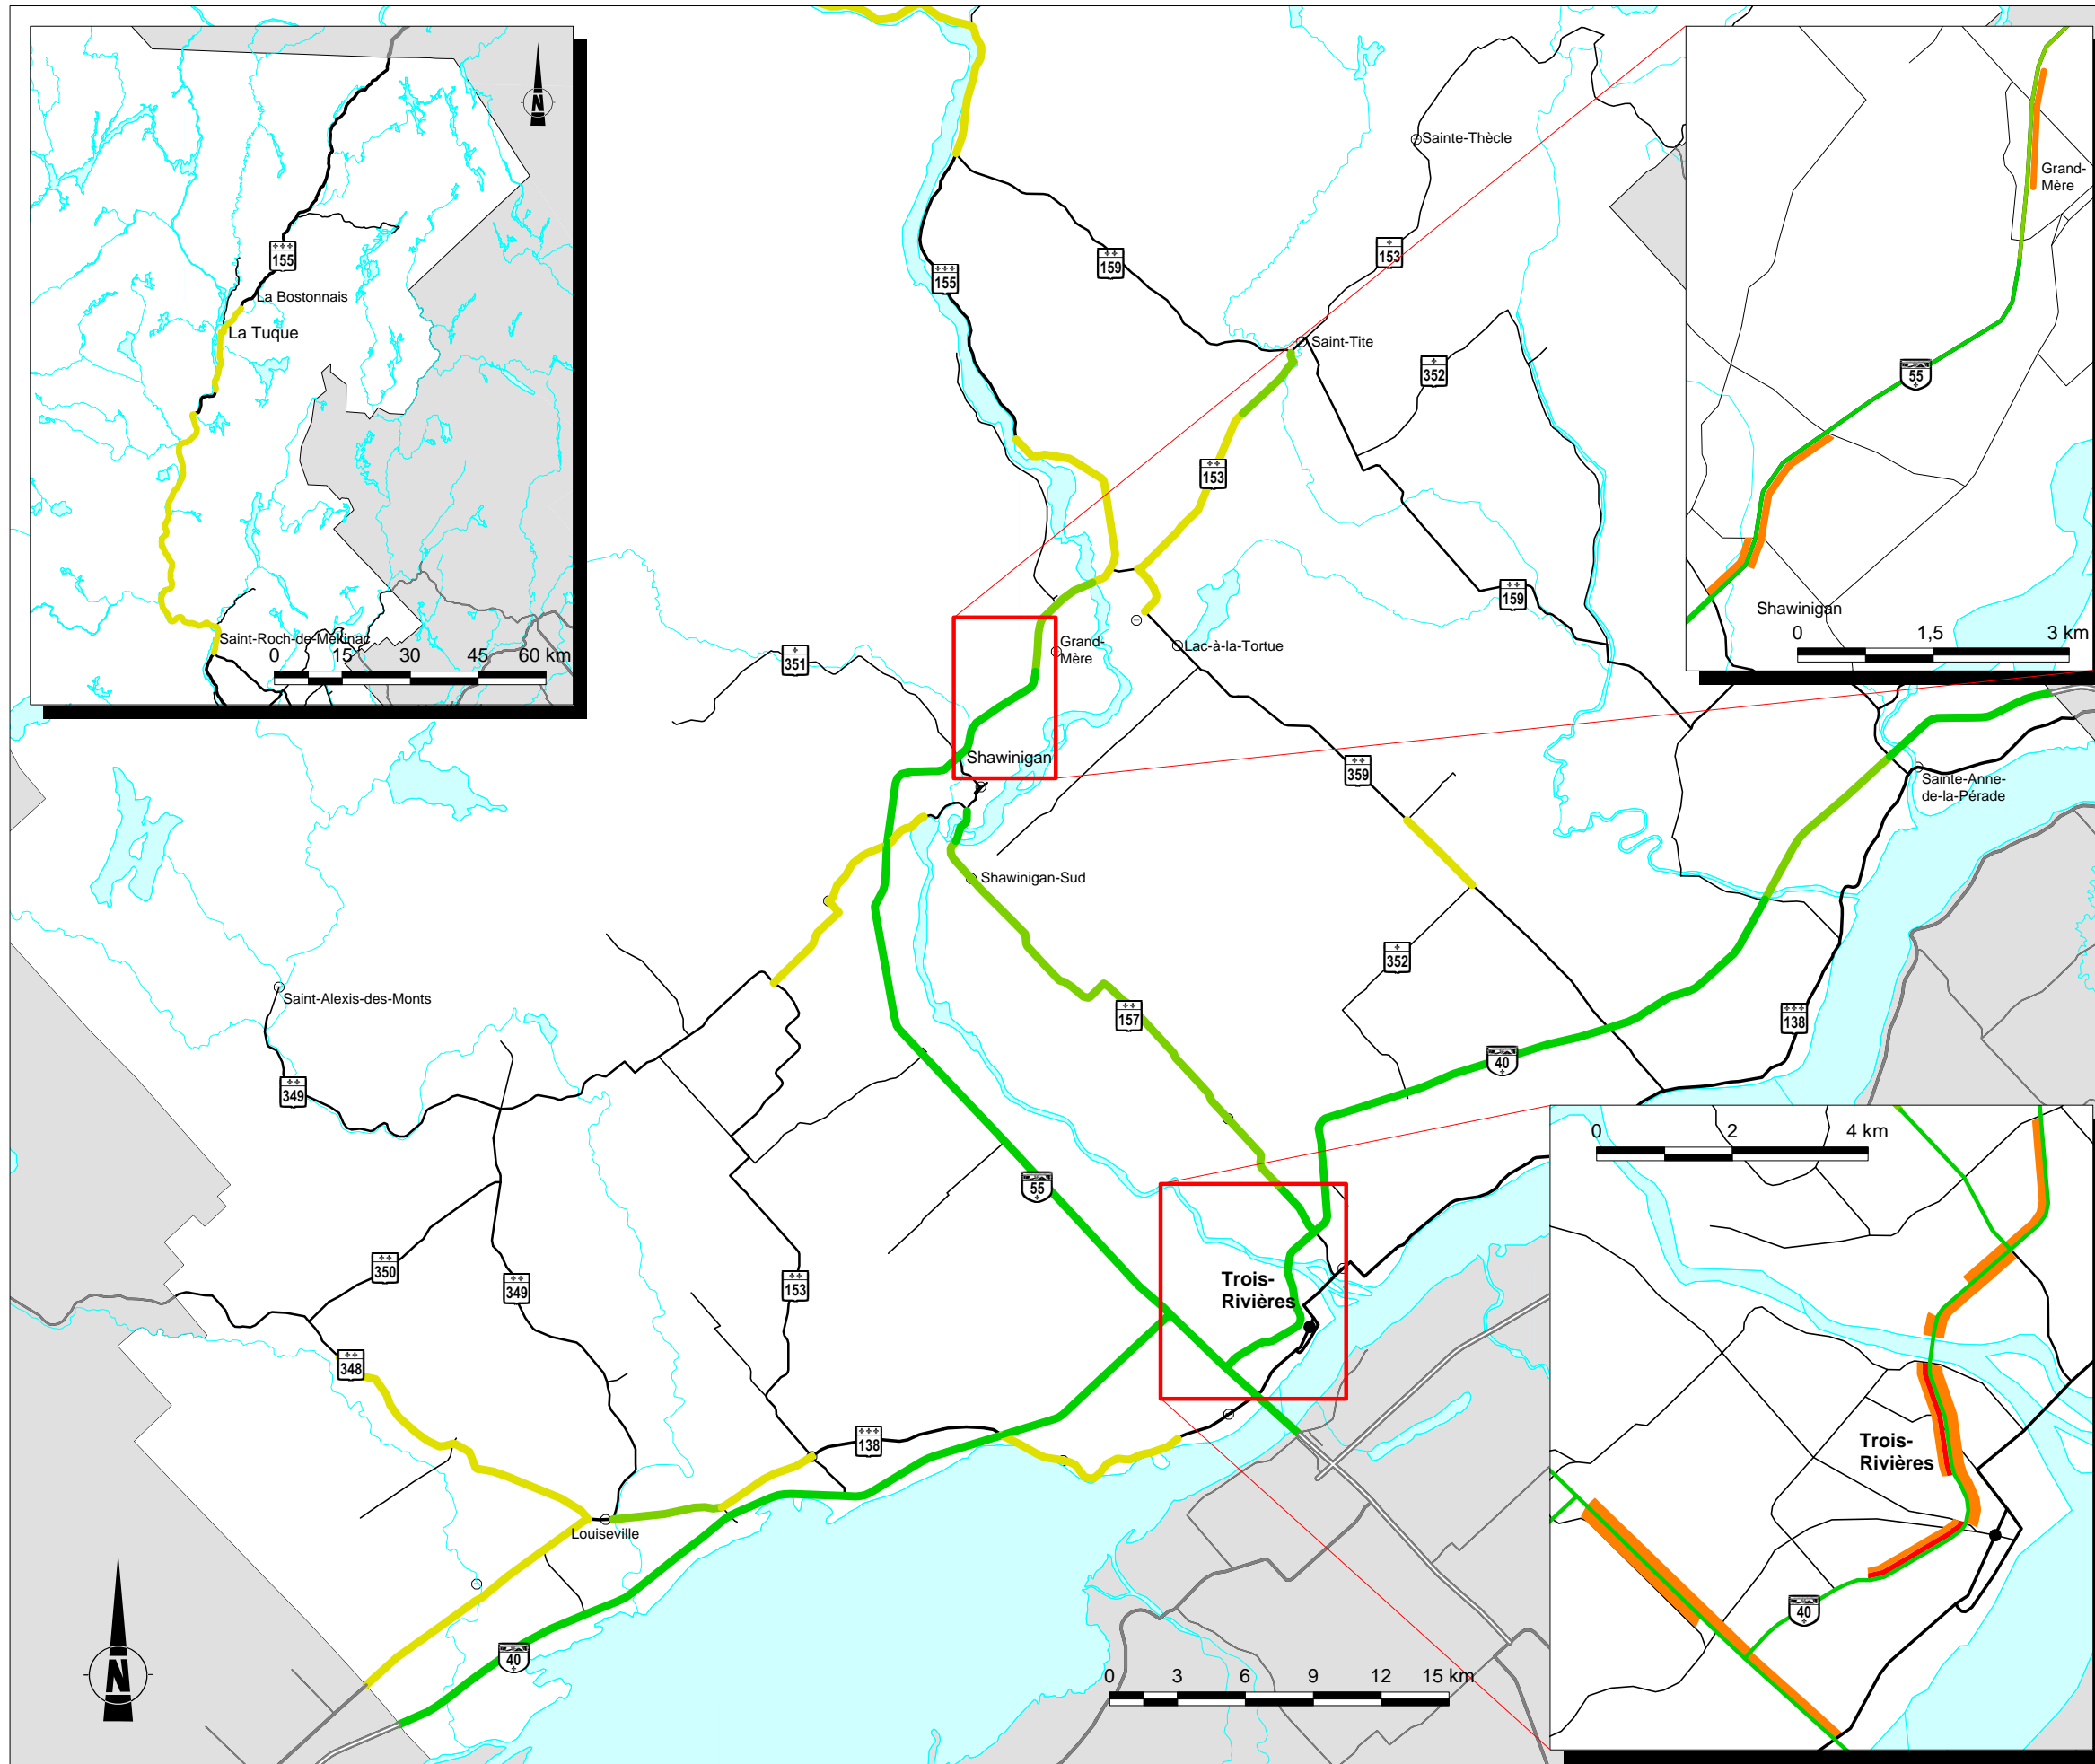 N
155
La Bostonnais
La Tuque
Saint-Roch-de-Mékinac
0 15 30 45 60 km
Sainte-Thècle
159
153
155
Saint-Tite
352
153
159
Grand-
Mère
55
Shawinigan
0 1,5 3 km
351
Grand-
Mère
Lac-à-la-Tortue
Shawinigan
359
Sainte-Anne-
de-la-Pérade
Shawinigan-Sud
352
Saint-Alexis-des-Monts
157
138
40
349
55
350
349
153
Trois-
Rivières
348
138
Louiseville
40
N
0 3 6 9 12 15 km
0 2 4 km
Trois-
Rivières
40